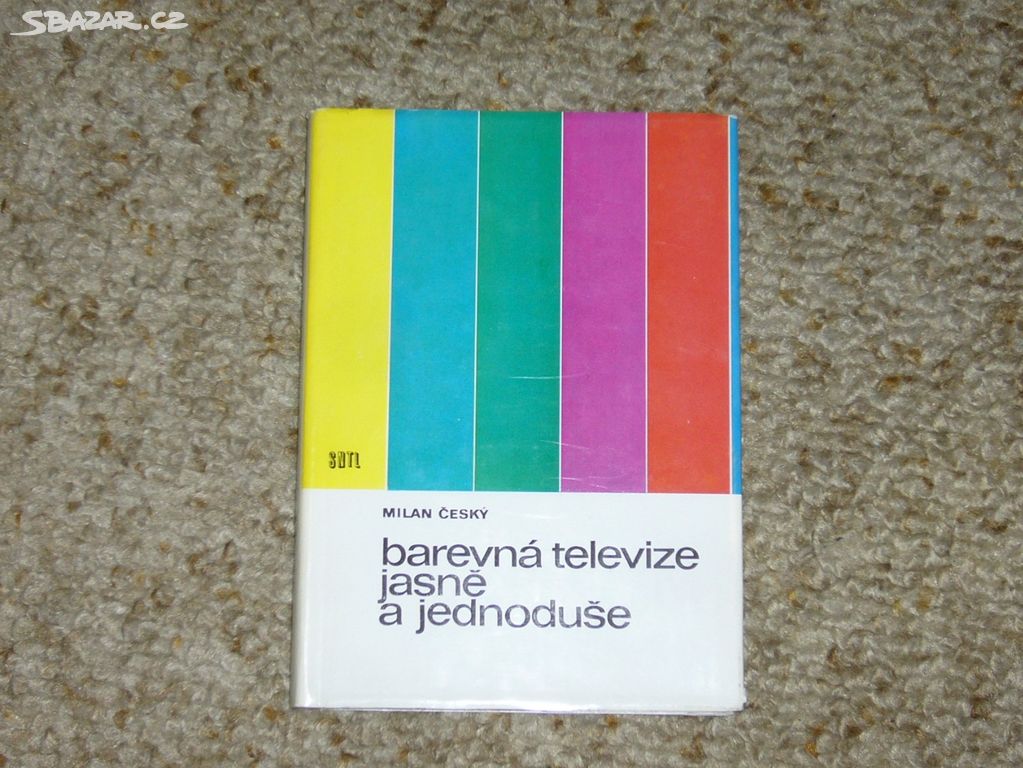 SBAZAR.CZ
SNTL
MILAN ČESKÝ
barevná televize
jasně
a jednoduše